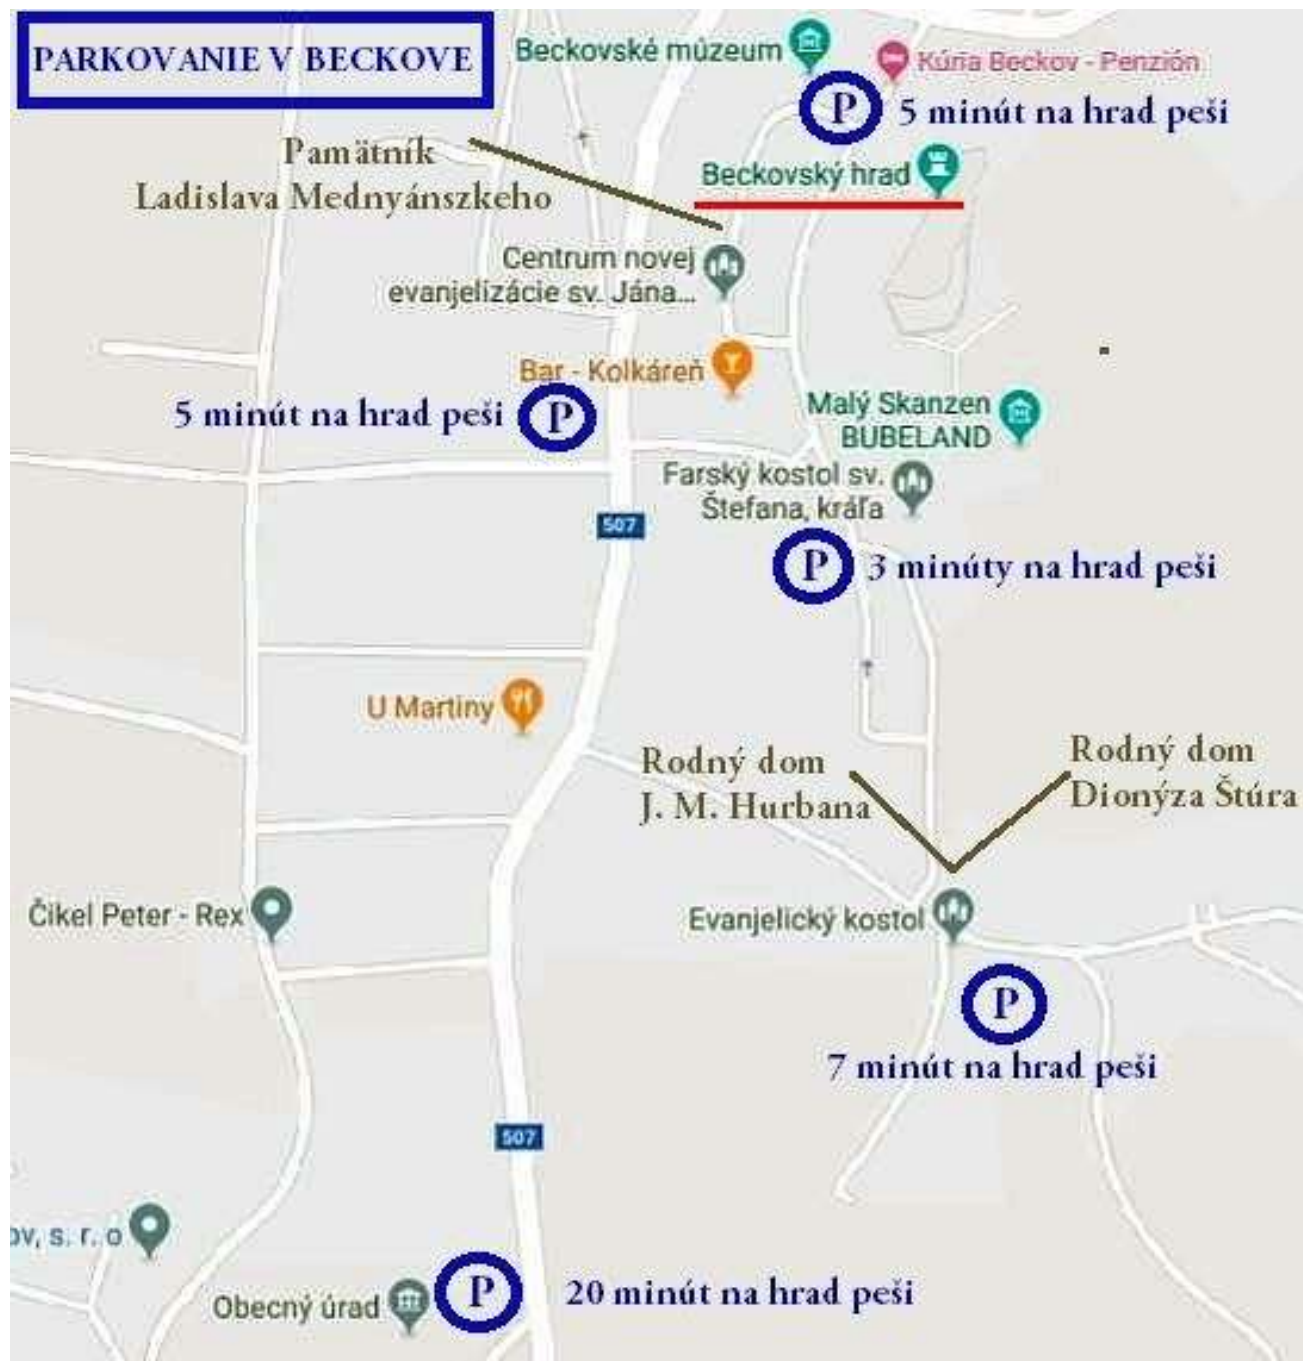 PARKOVANIE V BECKOVE
Beckovské múzeum
Kúria Beckov - Penzión
P
5 minút na hrad peši
Pamätník
Ladislava Mednyánszkeho
Beckovský hrad
Centrum novej
evanjelizácie sv. Jána...
Bar - Kolkáreň
5 minút na hrad peši
P
Malý Skanzen
BUBELAND
Farský kostol sv.
Štefana, kráľa
507
P
3 minúty na hrad peši
U Martiny
Rodný dom
J. M. Hurbana
Rodný dom
Dionýza Štúra
Čikel Peter - Rex
Evanjelický kostol
P
7 minút na hrad peši
507
ov, s. r. o
Obecný úrad
P
20 minút na hrad peši